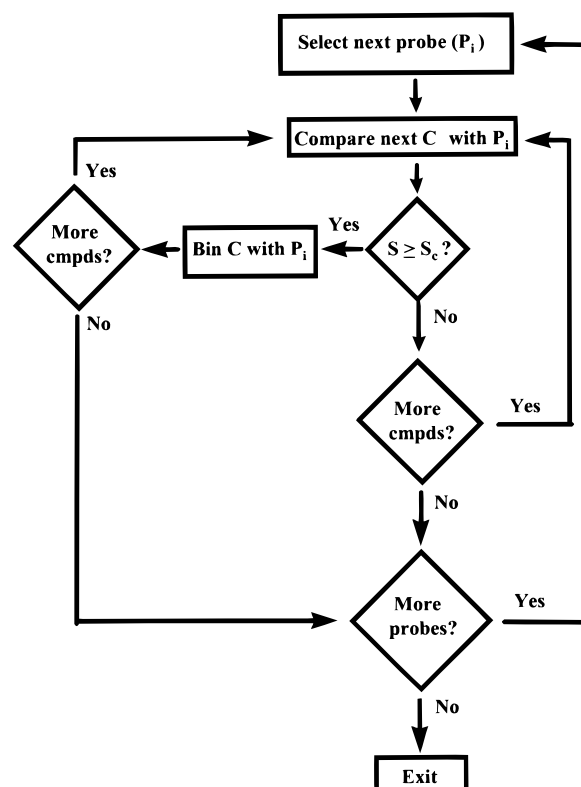 Select next probe (Pi)
Compare next C with Pi
Yes
More
cmpds?
Bin C with Pi
Yes
S ≥ Sc ?
No
No
More
cmpds?
Yes
No
More
probes?
Yes
No
Exit